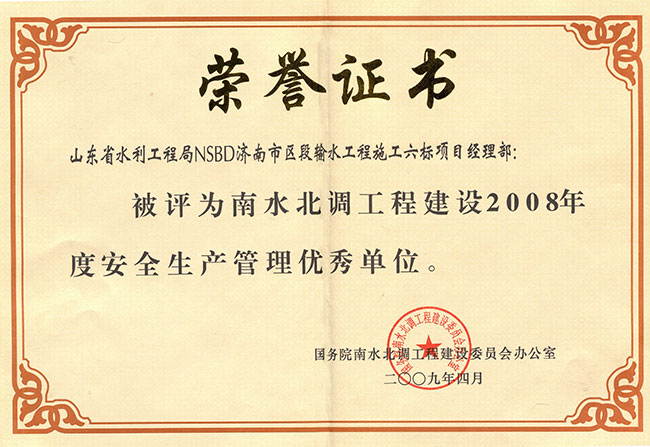 荣誉证书
山东省水利工程局NSBD济南市区段输水工程施工六标项目经理部：
被评为南水北调工程建设2008年
度安全生产管理优秀单位。
国务院南水北调工程建设委员会办公室
二〇〇九年四月